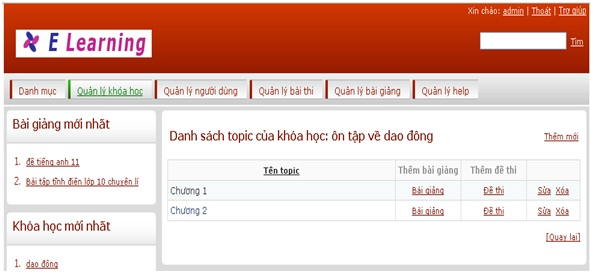 Xin chào: admin | Thoát | Trợ giúp
E Learning
Tìm
Danh mục Quản lý khóa học Quản lý người dùng Quản lý bài thi Quản lý bài giảng Quản lý help
Bài giảng mới nhất
1. đề tiếng anh 11
2. Bài tập tĩnh điện lớp 10 chuyên lí
Khóa học mới nhất
1. dao động
Danh sách topic của khóa học: ôn tập về dao đông
Thêm mới
Tên topic Thêm bài giảng Thêm đề thi
Chương 1 Bài giảng Đề thi Sửa Xóa
Chương 2 Bài giảng Đề thi Sửa Xóa
[Quay lại]